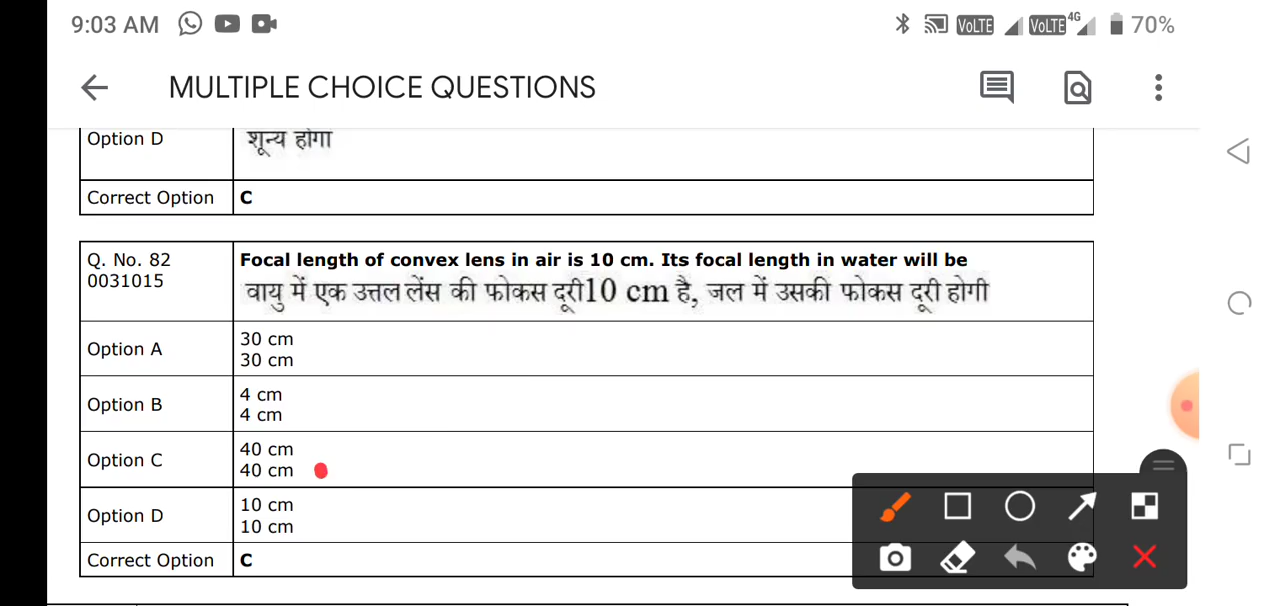 9:03 AM VoLTE VoLTE 4G 70%
MULTIPLE CHOICE QUESTIONS
Option D शून्य होगा
Correct Option C
Q. No. 82 Focal length of convex lens in air is 10 cm. Its focal length in water will be
0031015 वायु में एक उत्तल लेंस की फोकस दूरी10 cm है, जल में उसकी फोकस दूरी होगी
Option A 30 cm
30 cm
Option B 4 cm
4 cm
Option C 40 cm
40 cm
Option D 10 cm
10 cm
Correct Option C